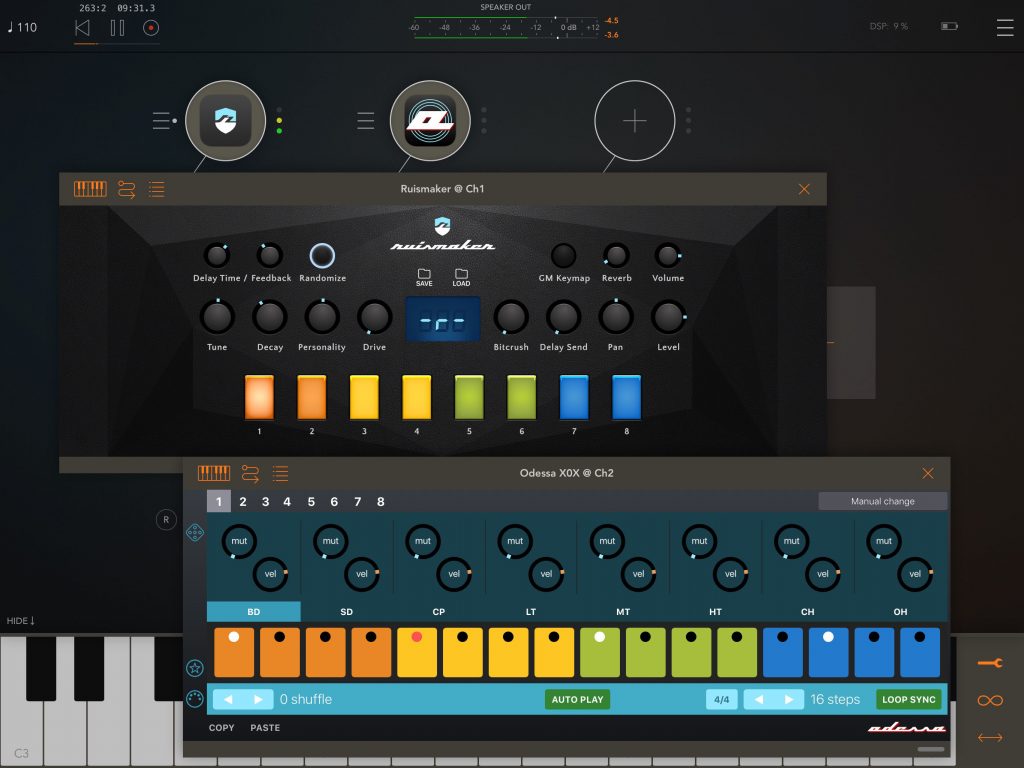 263:2 09:31.3
SPEAKER OUT
♩ 110
-60 -48 -36 -24 -12 0 dB +12
-4.5
-3.6
DSP: 9 %
Ruismaker @ Ch1
ruismaker
Delay Time / Feedback Randomize
SAVE LOAD
GM Keymap Reverb Volume
-r-
Tune Decay Personality Drive Bitcrush Delay Send Pan Level
1 2 3 4 5 6 7 8
Odessa X0X @ Ch2
1 2 3 4 5 6 7 8 Manual change
R
mut mut mut mut mut mut mut mut
vel vel vel vel vel vel vel vel
BD SD CP LT MT HT CH OH
HIDE↓
0 shuffle AUTO PLAY 4/4 16 steps LOOP SYNC
COPY PASTE
odessa
C3